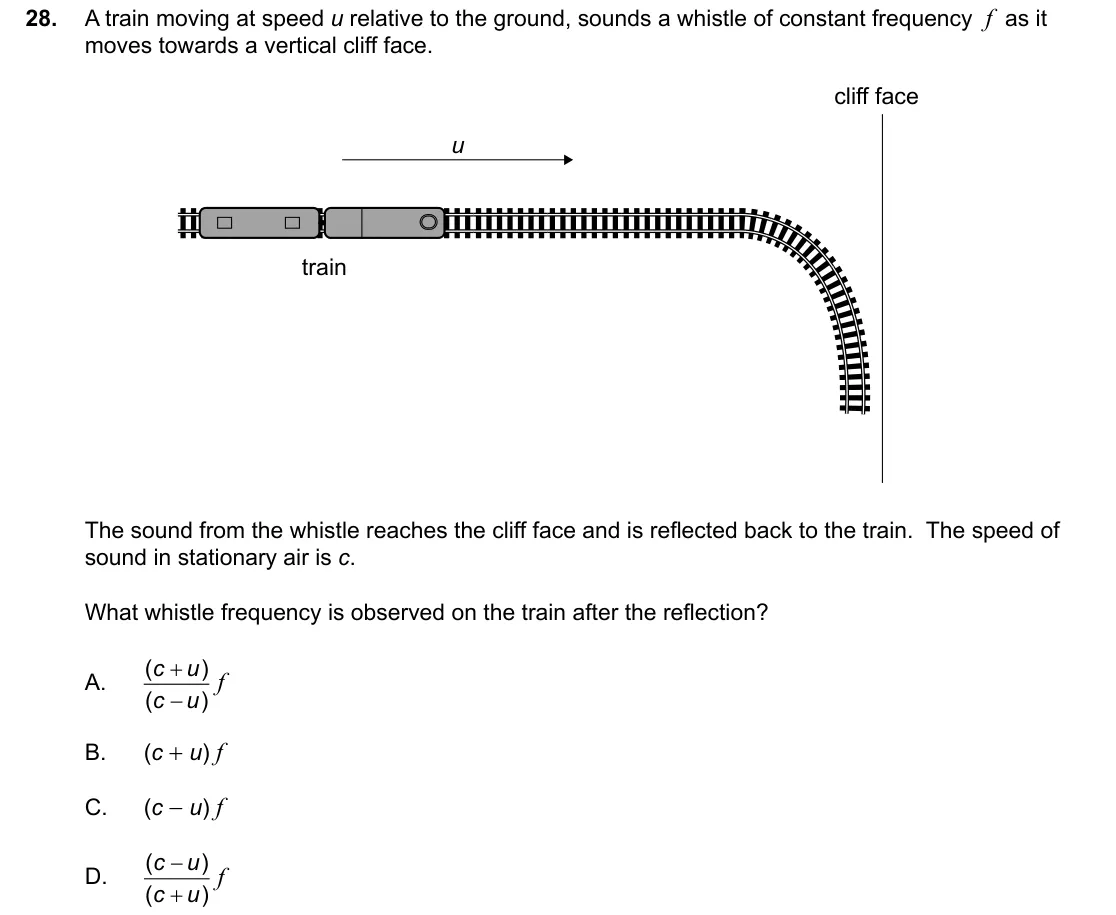 28. A train moving at speed u relative to the ground, sounds a whistle of constant frequency f as it
moves towards a vertical cliff face.
cliff face
u
train
The sound from the whistle reaches the cliff face and is reflected back to the train. The speed of
sound in stationary air is c.
What whistle frequency is observed on the train after the reflection?
A. (c + u)/(c − u) f
B. (c + u) f
C. (c − u) f
D. (c − u)/(c + u) f